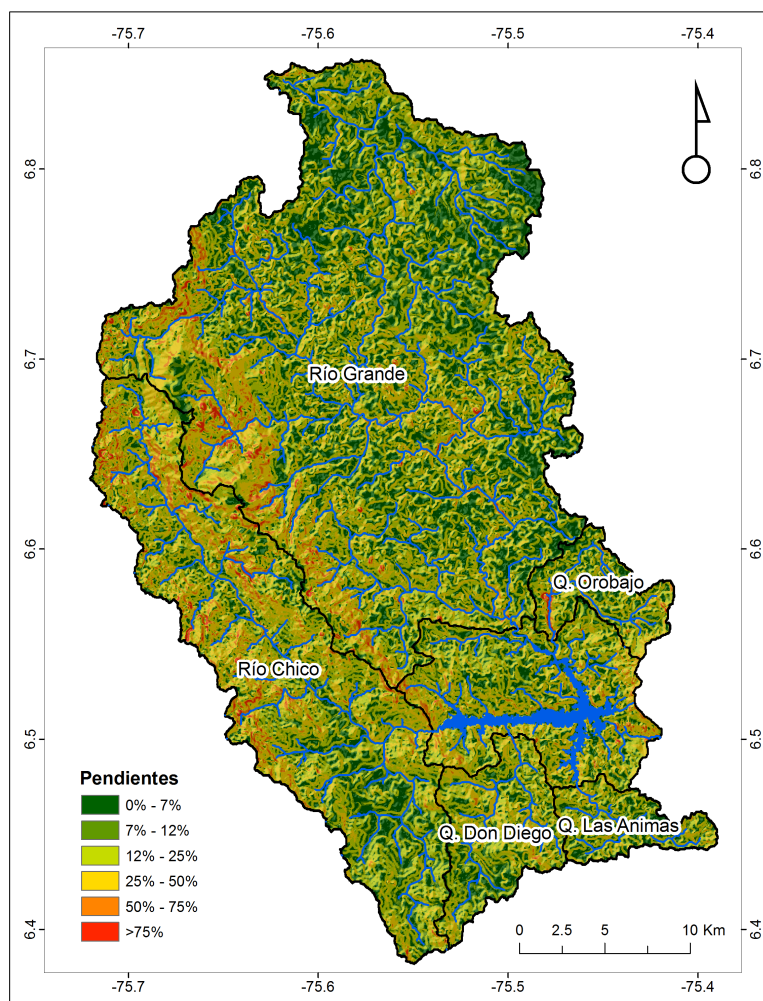 -75.7
-75.6
-75.5
-75.4
6.8
6.8
6.7
6.7
Río Grande
6.6
6.6
Q. Orobajo
Río Chico
6.5
6.5
Pendientes
0% - 7%
7% - 12%
12% - 25%
25% - 50%
50% - 75%
>75%
Q. Don Diego
Q. Las Animas
6.4
6.4
0 2.5 5 10 Km
-75.7
-75.6
-75.5
-75.4